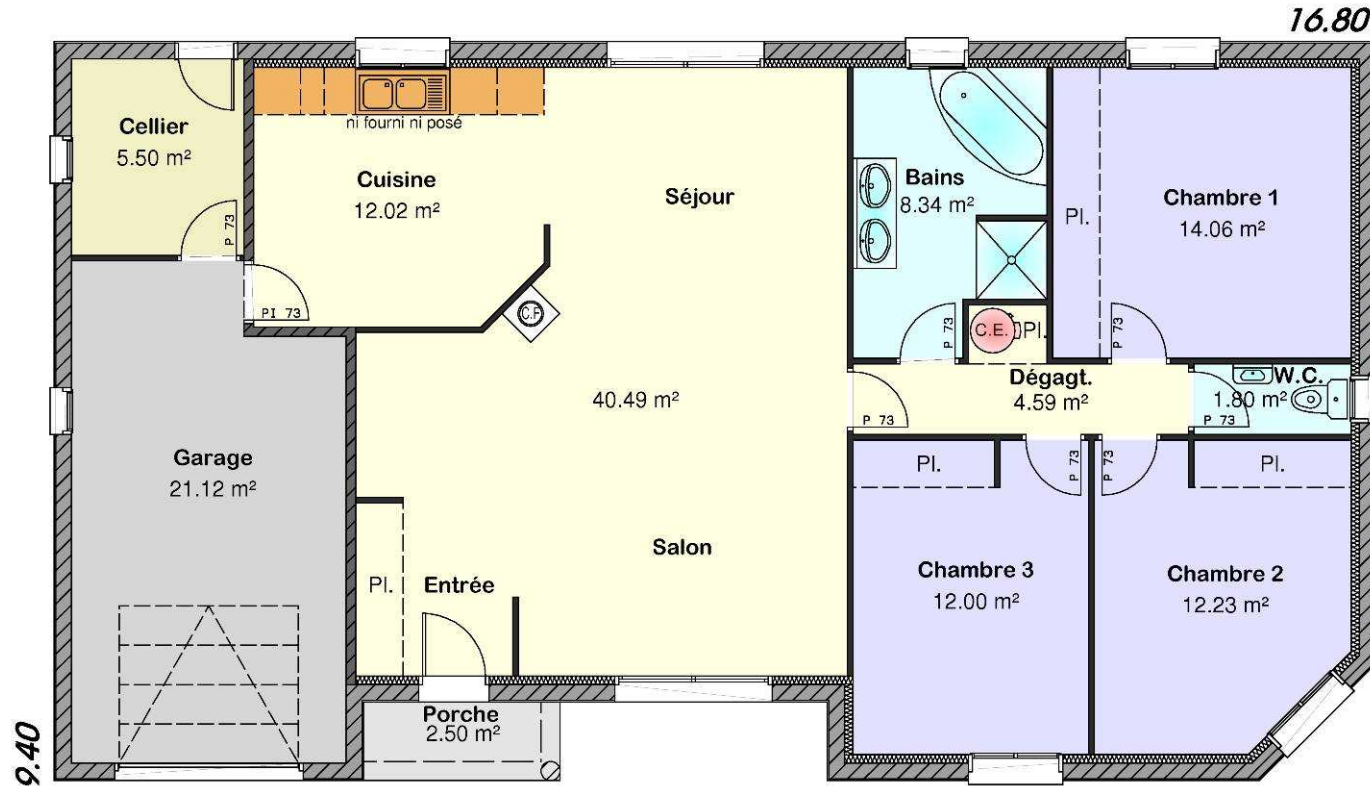 16.80
Cellier
5.50 m²
P 73
ni fourni ni posé
Cuisine
12.02 m²
Séjour
PI 73
C.F
Bains
8.34 m²
P 73
C.E.
Pl.
Pl.
Chambre 1
14.06 m²
P 73
Dégagt.
4.59 m²
P 73
W.C.
1.80 m²
P 73
40.49 m²
Garage
21.12 m²
Pl.
Entrée
Salon
Pl.
P 73
Chambre 3
12.00 m²
P 73
Pl.
Chambre 2
12.23 m²
Porche
2.50 m²
9.40